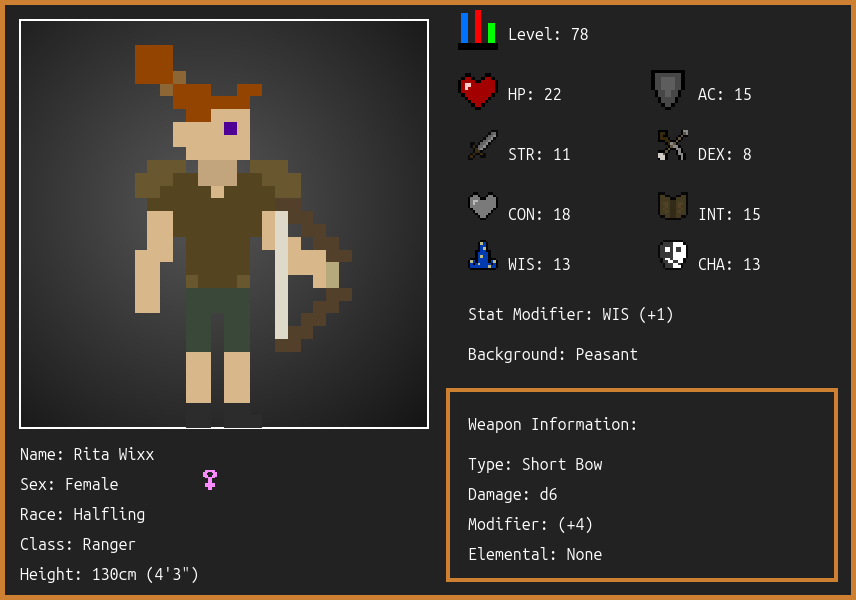 Level: 78
HP: 22
AC: 15
STR: 11
DEX: 8
CON: 18
INT: 15
WIS: 13
CHA: 13
Stat Modifier: WIS (+1)
Background: Peasant
Weapon Information:
Type: Short Bow
Damage: d6
Modifier: (+4)
Elemental: None
Name: Rita Wixx
Sex: Female
Race: Halfling
Class: Ranger
Height: 130cm (4'3")